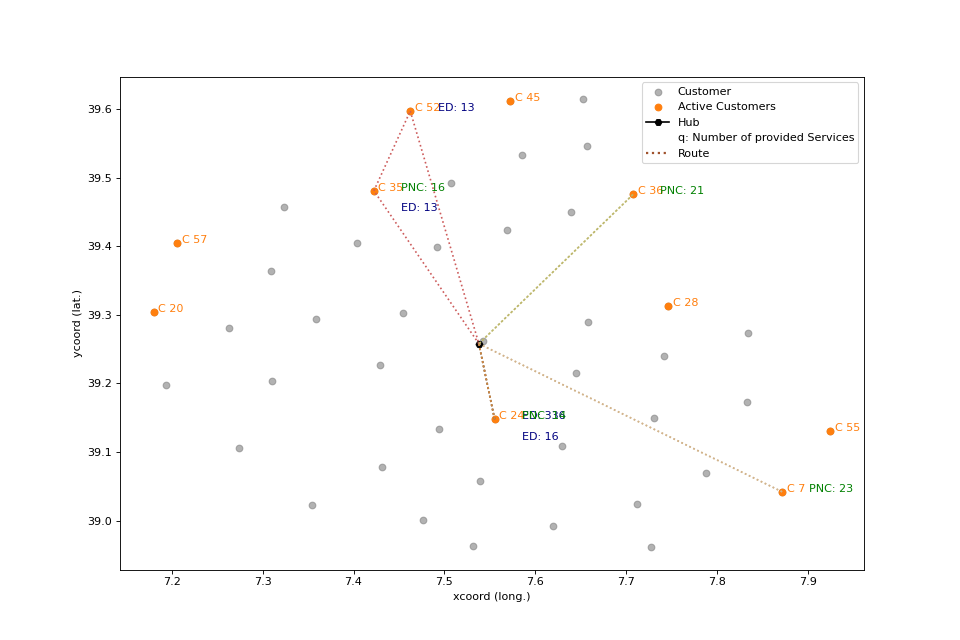 Customer
Active Customers
Hub
q: Number of provided Services
Route
39.6
39.5
39.4
39.3
39.2
39.1
39.0
ycoord (lat.)
C 52 ED: 13
C 45
C 35 PNC: 16
ED: 13
C 36 PNC: 21
C 57
C 20
C 28
C 24
ED: 16
C 55
C 7 PNC: 23
7.2 7.3 7.4 7.5 7.6 7.7 7.8 7.9
xcoord (long.)